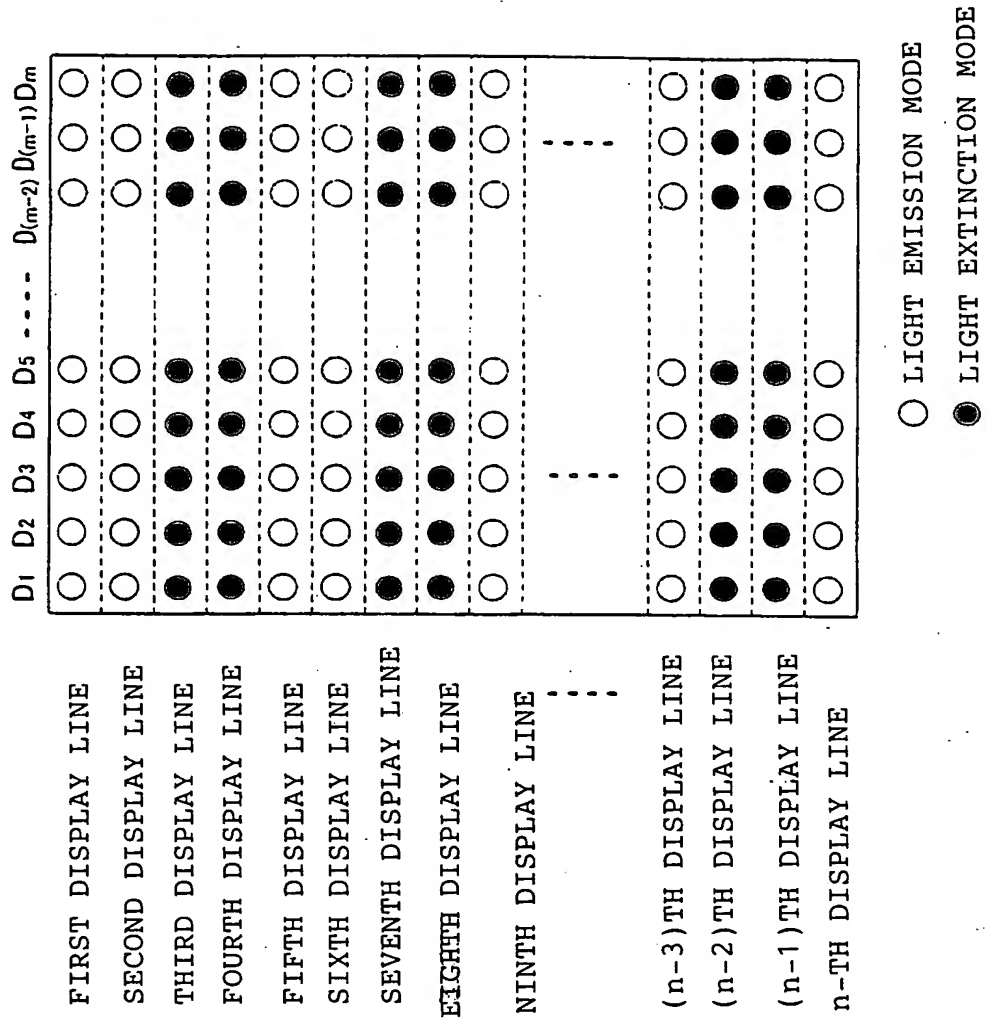 D1 D2 D3 D4 D5 ---- D(m-2) D(m-1) Dm
FIRST DISPLAY LINE
SECOND DISPLAY LINE
THIRD DISPLAY LINE
FOURTH DISPLAY LINE
FIFTH DISPLAY LINE
SIXTH DISPLAY LINE
SEVENTH DISPLAY LINE
EIGHTH DISPLAY LINE
NINTH DISPLAY LINE
(n-3)TH DISPLAY LINE
(n-2)TH DISPLAY LINE
(n-1)TH DISPLAY LINE
n-TH DISPLAY LINE
LIGHT EMISSION MODE
LIGHT EXTINCTION MODE